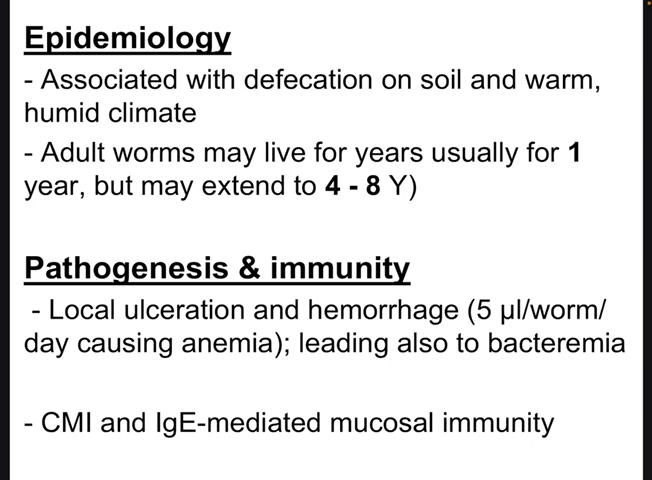 Epidemiology
- Associated with defecation on soil and warm,
humid climate
- Adult worms may live for years usually for 1
year, but may extend to 4 - 8 Y)
Pathogenesis & immunity
- Local ulceration and hemorrhage (5 µl/worm/
day causing anemia); leading also to bacteremia
- CMI and IgE-mediated mucosal immunity